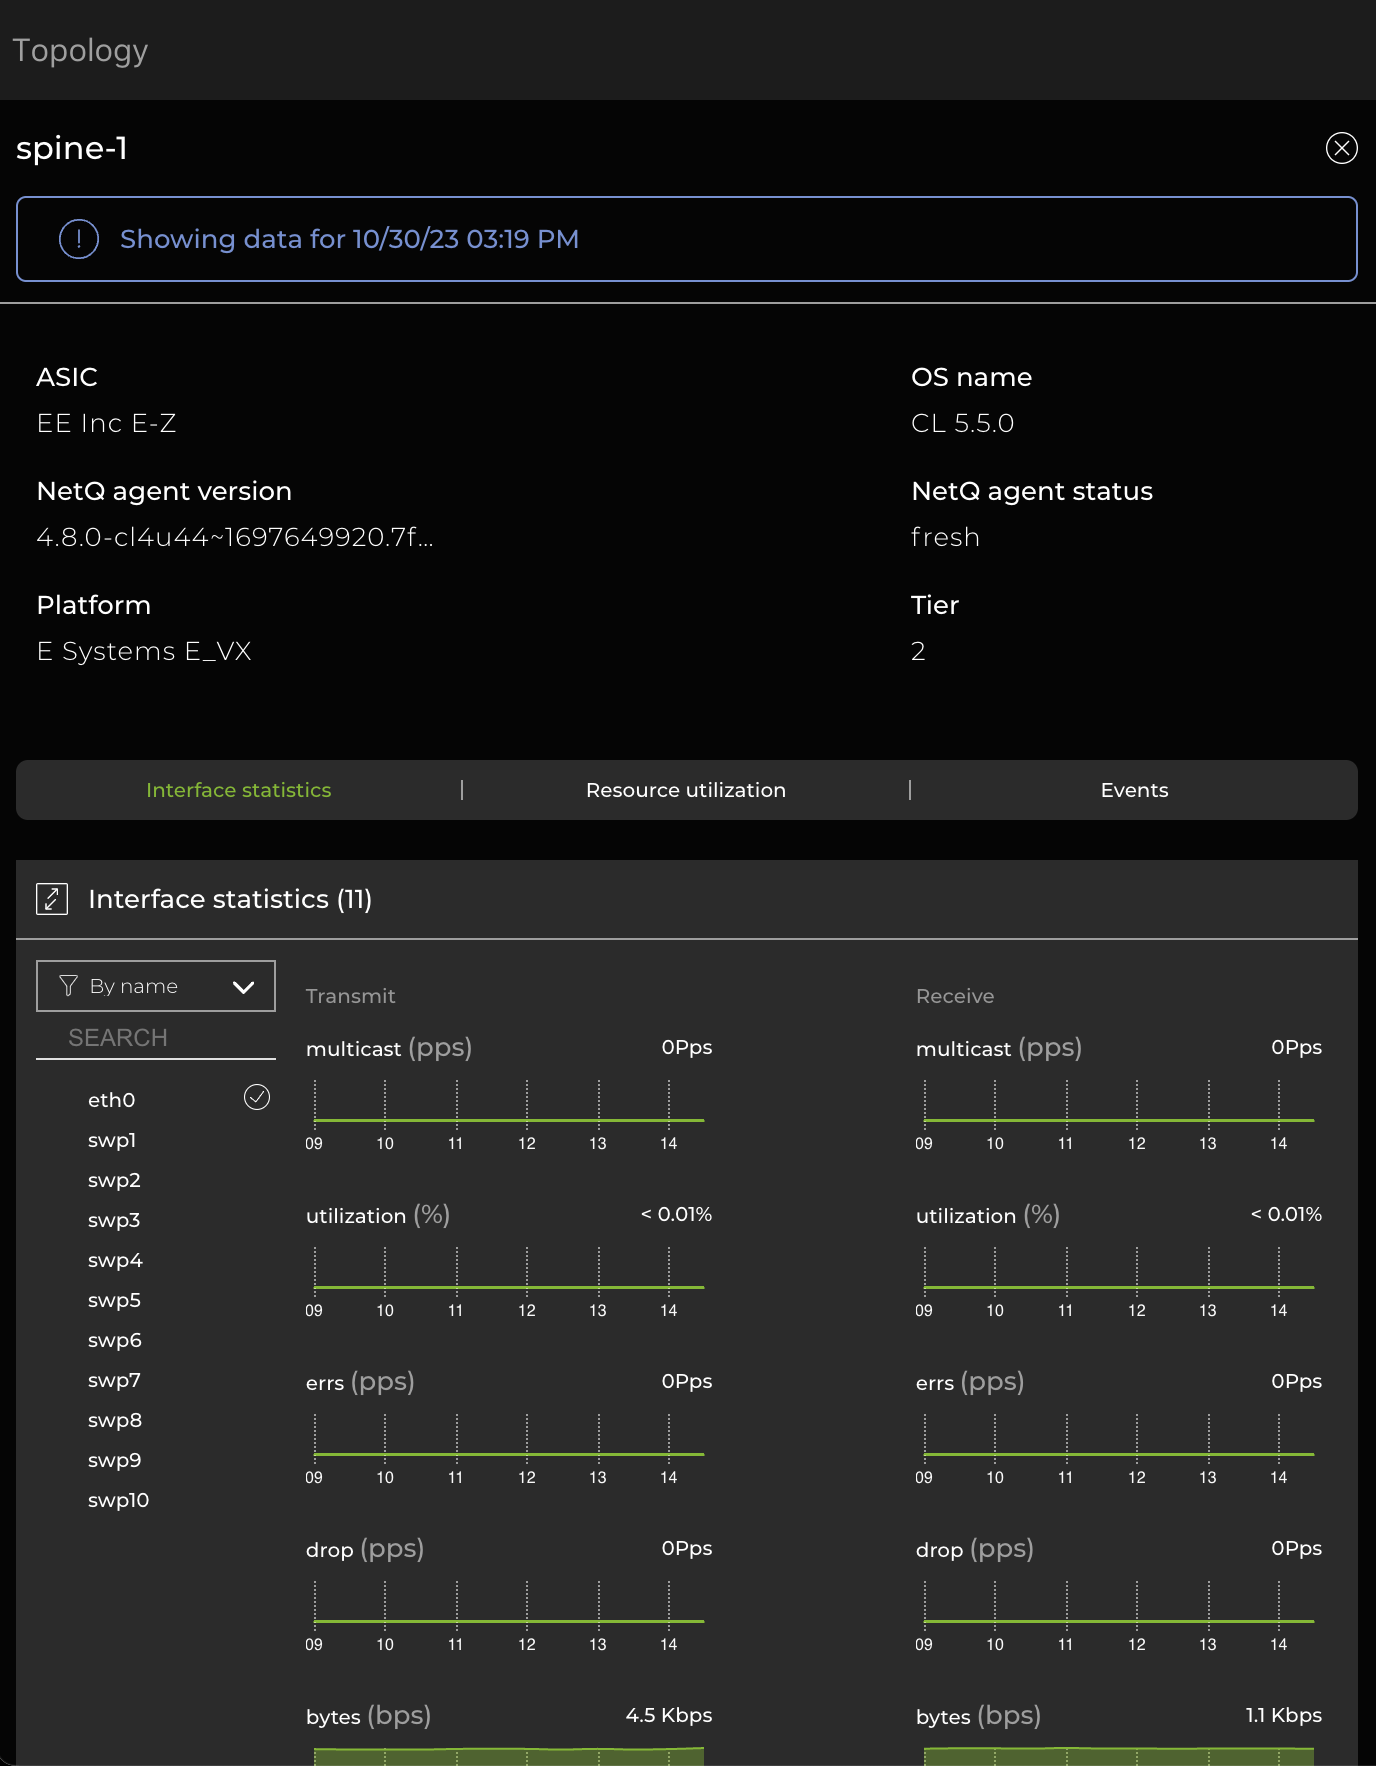 Topology
spine-1
Showing data for 10/30/23 03:19 PM
ASIC
EE Inc E-Z
OS name
CL 5.5.0
NetQ agent version
4.8.0-cl4u44~1697649920.7f...
NetQ agent status
fresh
Platform
E Systems E_VX
Tier
2
Interface statistics | Resource utilization | Events
Interface statistics (11)
By name
SEARCH
eth0
swp1
swp2
swp3
swp4
swp5
swp6
swp7
swp8
swp9
swp10
Transmit
multicast (pps) 0Pps
09 10 11 12 13 14
utilization (%) < 0.01%
09 10 11 12 13 14
errs (pps) 0Pps
09 10 11 12 13 14
drop (pps) 0Pps
09 10 11 12 13 14
bytes (bps) 4.5 Kbps
Receive
multicast (pps) 0Pps
09 10 11 12 13 14
utilization (%) < 0.01%
09 10 11 12 13 14
errs (pps) 0Pps
09 10 11 12 13 14
drop (pps) 0Pps
09 10 11 12 13 14
bytes (bps) 1.1 Kbps